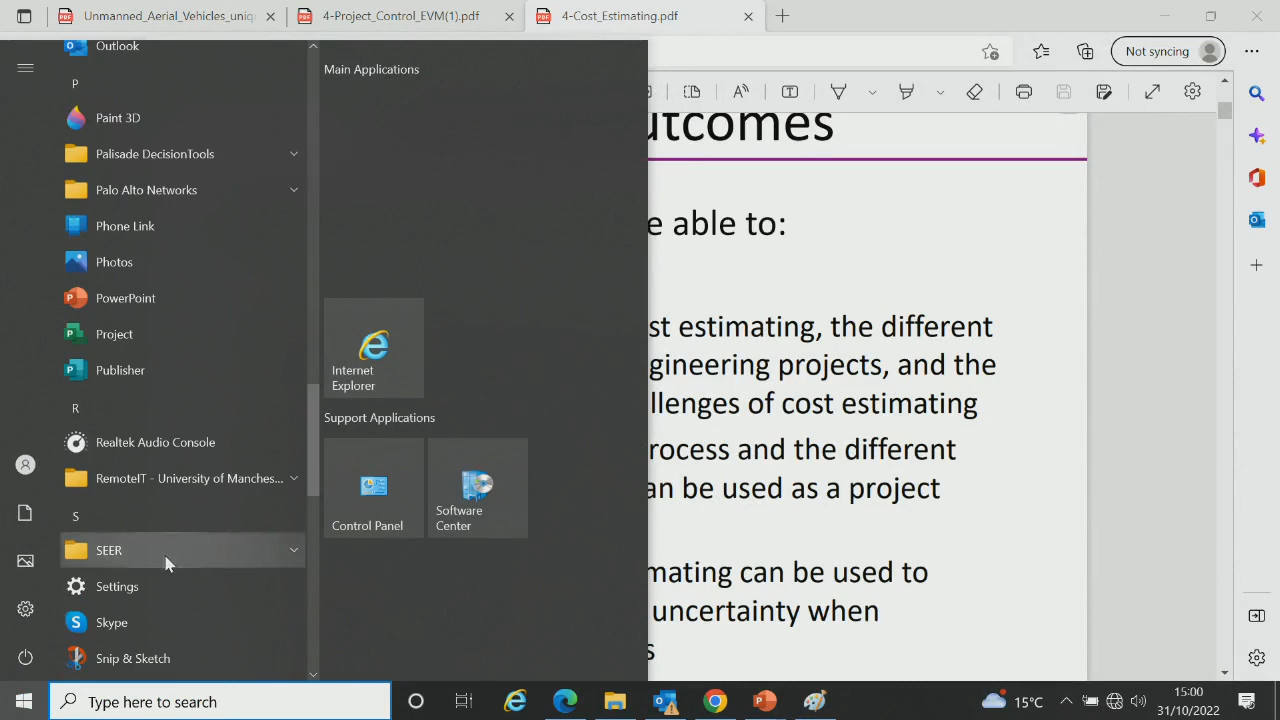 Unmanned_Aerial_Vehicles_uniq
4-Project_Control_EVM(1).pdf
4-Cost_Estimating.pdf
Not syncing
Outlook
P
Paint 3D
Palisade DecisionTools
Palo Alto Networks
Phone Link
Photos
PowerPoint
Project
Publisher
R
Realtek Audio Console
RemoteIT - University of Manches...
S
SEER
Settings
Skype
Snip & Sketch
Main Applications
Internet
Explorer
Support Applications
Control Panel
Software
Center
utcomes
e able to:
st estimating, the different
gineering projects, and the
llenges of cost estimating
rocess and the different
an be used as a project
mating can be used to
uncertainty when
s
Type here to search
15°C
15:00
31/10/2022